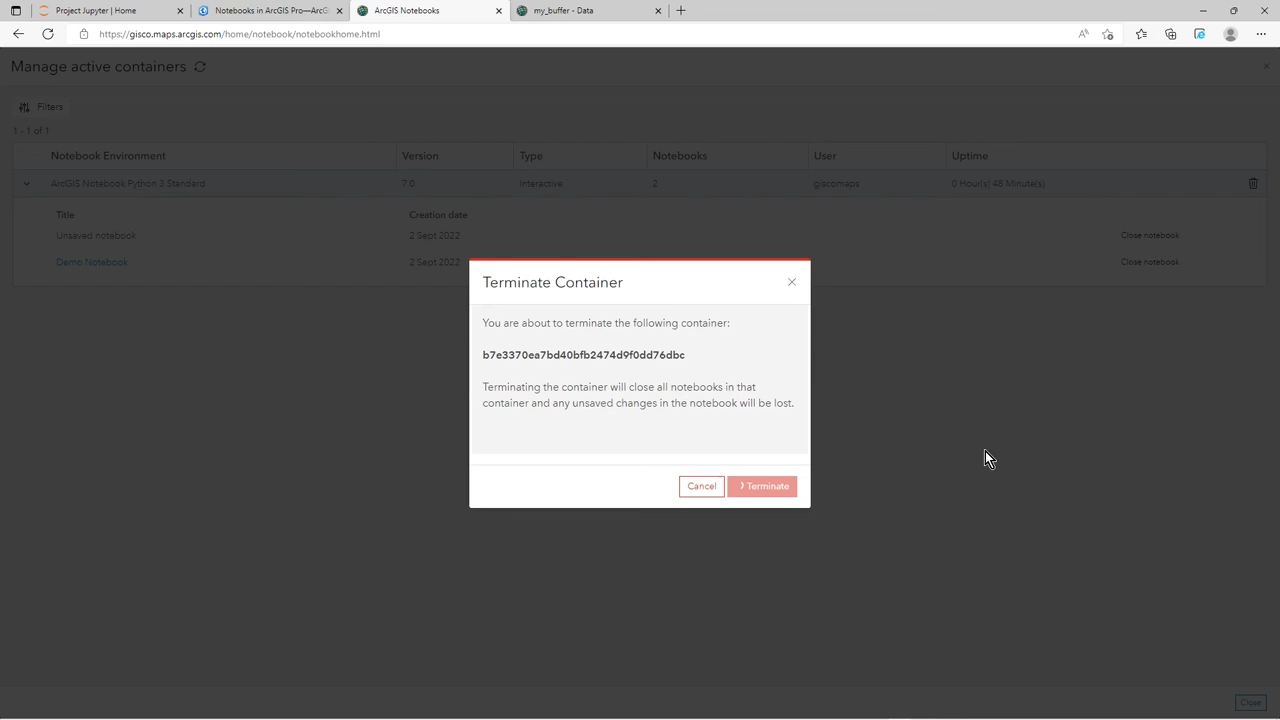 Project Jupyter | Home
Notebooks in ArcGIS Pro—ArcG
ArcGIS Notebooks
my_buffer - Data
https://gisco.maps.arcgis.com/home/notebook/notebookhome.html
Manage active containers
Filters
1 - 1 of 1
Notebook Environment Version Type Notebooks User Uptime
ArcGIS Notebook Python 3 Standard 7.0 Interactive 2 giscomaps 0 Hour(s) 48 Minute(s)
Title Creation date
Unsaved notebook 2 Sept 2022 Close notebook
Demo Notebook 2 Sept 2022 Close notebook
Terminate Container
You are about to terminate the following container:
b7e3370ea7bd40bfb2474d9f0dd76dbc
Terminating the container will close all notebooks in that
container and any unsaved changes in the notebook will be lost.
Cancel Terminate
Close